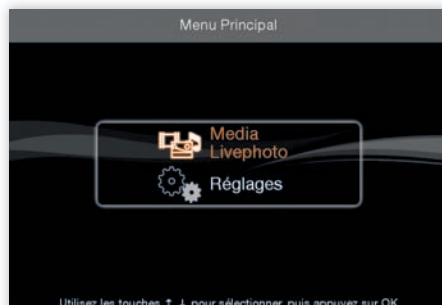 Menu Principal
Media
Livephoto
Réglages
Utilisez les touches ↑ ↓ pour sélectionner, puis appuyez sur OK